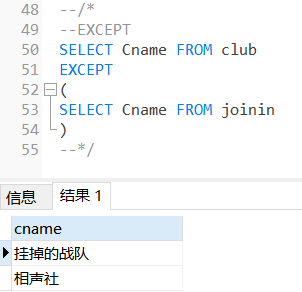 48 --/*
49 --EXCEPT
50 SELECT Cname FROM club
51 EXCEPT
52 (
53 SELECT Cname FROM joinin
54 )
55 --*/
信息 结果 1
cname
挂掉的战队
相声社